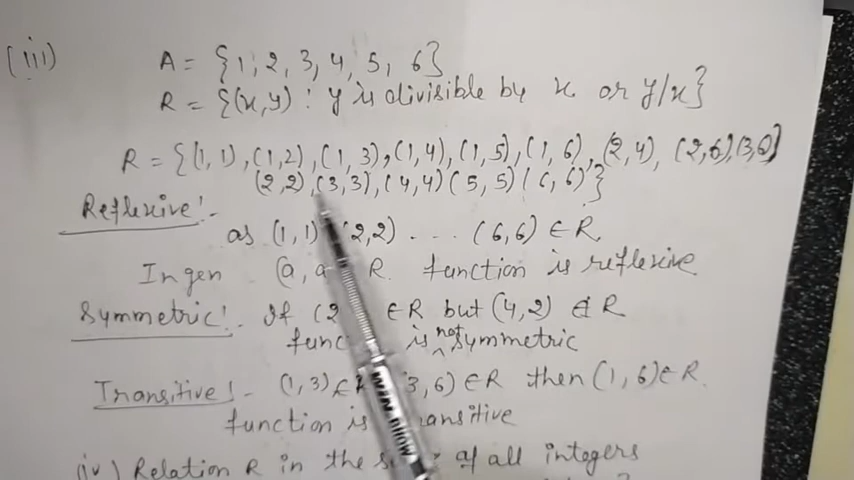 (iii) A = {1, 2, 3, 4, 5, 6}
R = {(x,y) : y is divisible by x or y/x}
R = {(1,1),(1,2),(1,3),(1,4),(1,5),(1,6),(2,4),(2,6)(3,6)
(2,2),(3,3),(4,4)(5,5)(6,6)}
Reflexive!-
as (1,1) (2,2) ... (6,6) ∈ R
In gen (a, a R function is reflexive
Symmetric!- If (2 ∈ R but (4,2) ∉ R
func is not symmetric
Transitive!- (1,3) ∈ 3,6) ∈ R then (1,6) ∈ R.
function is ansitive
(iv) Relation R in the s of all integers